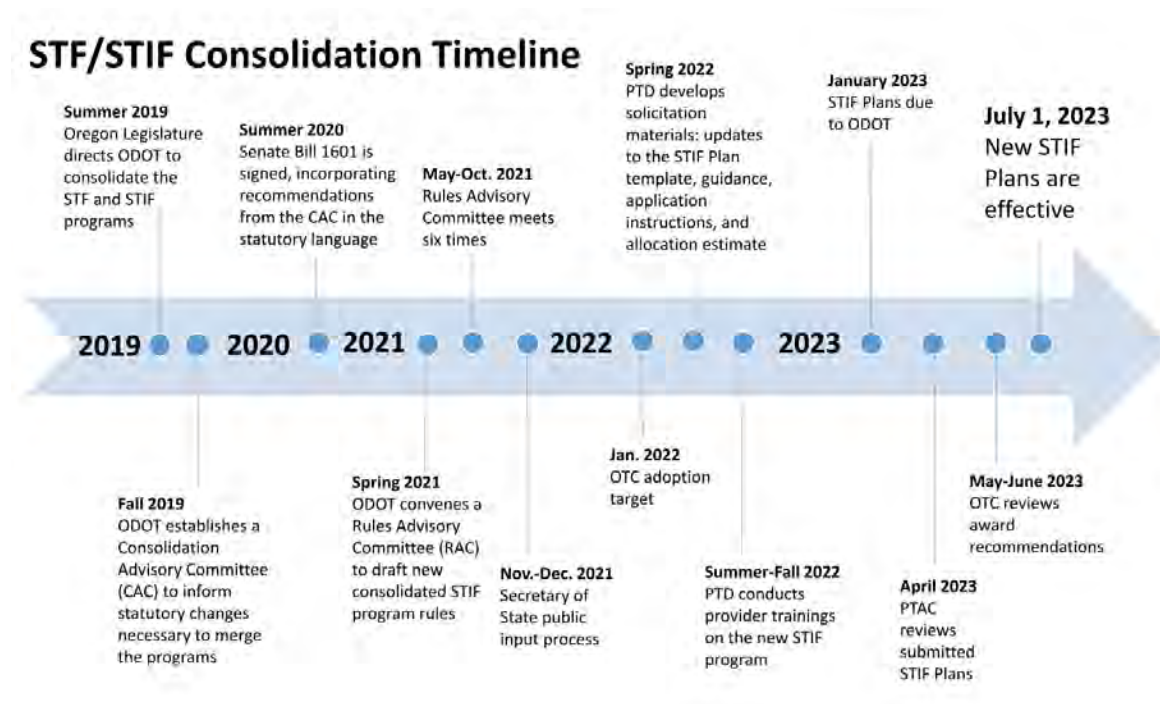 STF/STIF Consolidation Timeline
Summer 2019
Oregon Legislature
directs ODOT to
consolidate the
STF and STIF
programs
Summer 2020
Senate Bill 1601 is
signed, incorporating
recommendations
from the CAC in the
statutory language
May-Oct. 2021
Rules Advisory
Committee meets
six times
Spring 2022
PTD develops
solicitation
materials: updates
to the STIF Plan
template, guidance,
application
instructions, and
allocation estimate
January 2023
STIF Plans due
to ODOT
July 1, 2023
New STIF
Plans are
effective
2019
2020
2021
2022
2023
Fall 2019
ODOT establishes a
Consolidation
Advisory Committee
(CAC) to inform
statutory changes
necessary to merge
the programs
Spring 2021
ODOT convenes a
Rules Advisory
Committee (RAC)
to draft new
consolidated STIF
program rules
Nov.-Dec. 2021
Secretary of
State public
input process
Jan. 2022
OTC adoption
target
Summer-Fall 2022
PTD conducts
provider trainings
on the new STIF
program
April 2023
PTAC
reviews
submitted
STIF Plans
May-June 2023
OTC reviews
award
recommendations